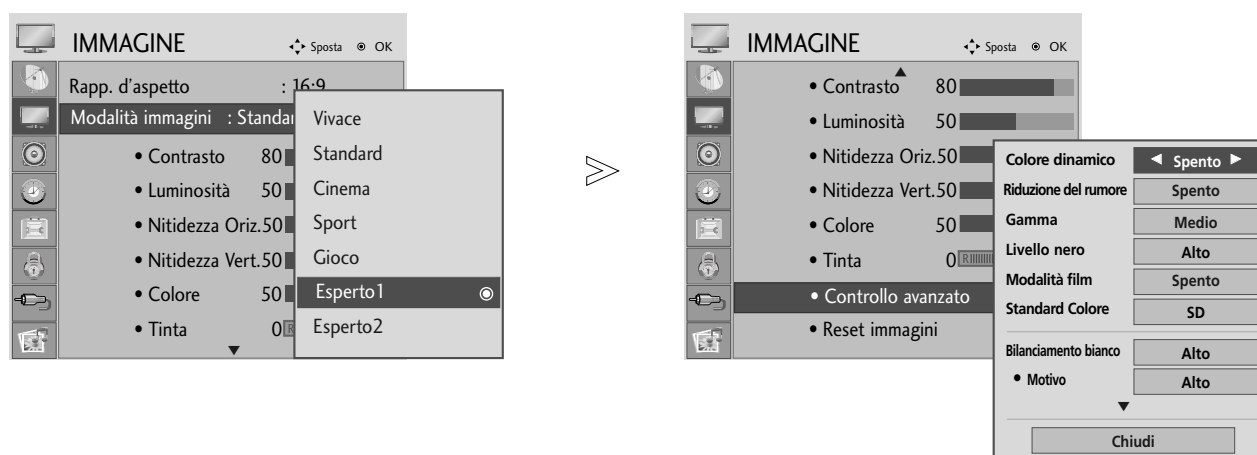 IMMAGINE Sposta OK
Rapp. d'aspetto : 16:9
Modalità immagini : Standar
• Contrasto 80
• Luminosità 50
• Nitidezza Oriz.50
• Nitidezza Vert.50
• Colore 50
• Tinta 0 R
Vivace
Standard
Cinema
Sport
Gioco
Esperto1
Esperto2
IMMAGINE Sposta OK
• Contrasto 80
• Luminosità 50
• Nitidezza Oriz.50
• Nitidezza Vert.50
• Colore 50
• Tinta 0 R
• Controllo avanzato
• Reset immagini
Colore dinamico ◄ Spento ►
Riduzione del rumore Spento
Gamma Medio
Livello nero Alto
Modalità film Spento
Standard Colore SD
Bilanciamento bianco Alto
• Motivo Alto
Chiudi